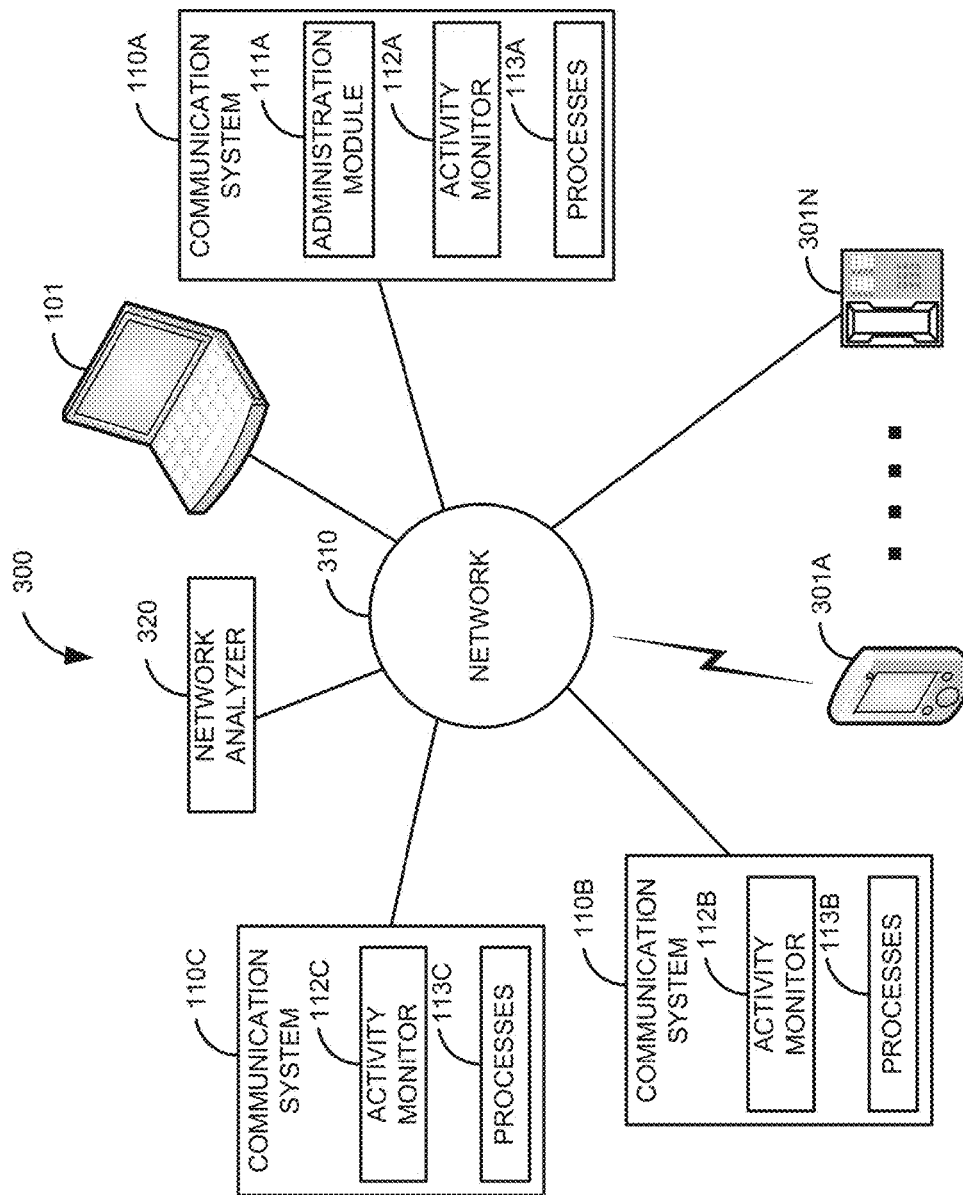 300
COMMUNICATION
SYSTEM
110C
ACTIVITY
MONITOR
112C
PROCESSES
113C
NETWORK
ANALYZER
320
101
COMMUNICATION
SYSTEM
110A
ADMINISTRATION
MODULE
111A
ACTIVITY
MONITOR
112A
PROCESSES
113A
NETWORK
310
COMMUNICATION
SYSTEM
110B
ACTIVITY
MONITOR
112B
PROCESSES
113B
301A
301N